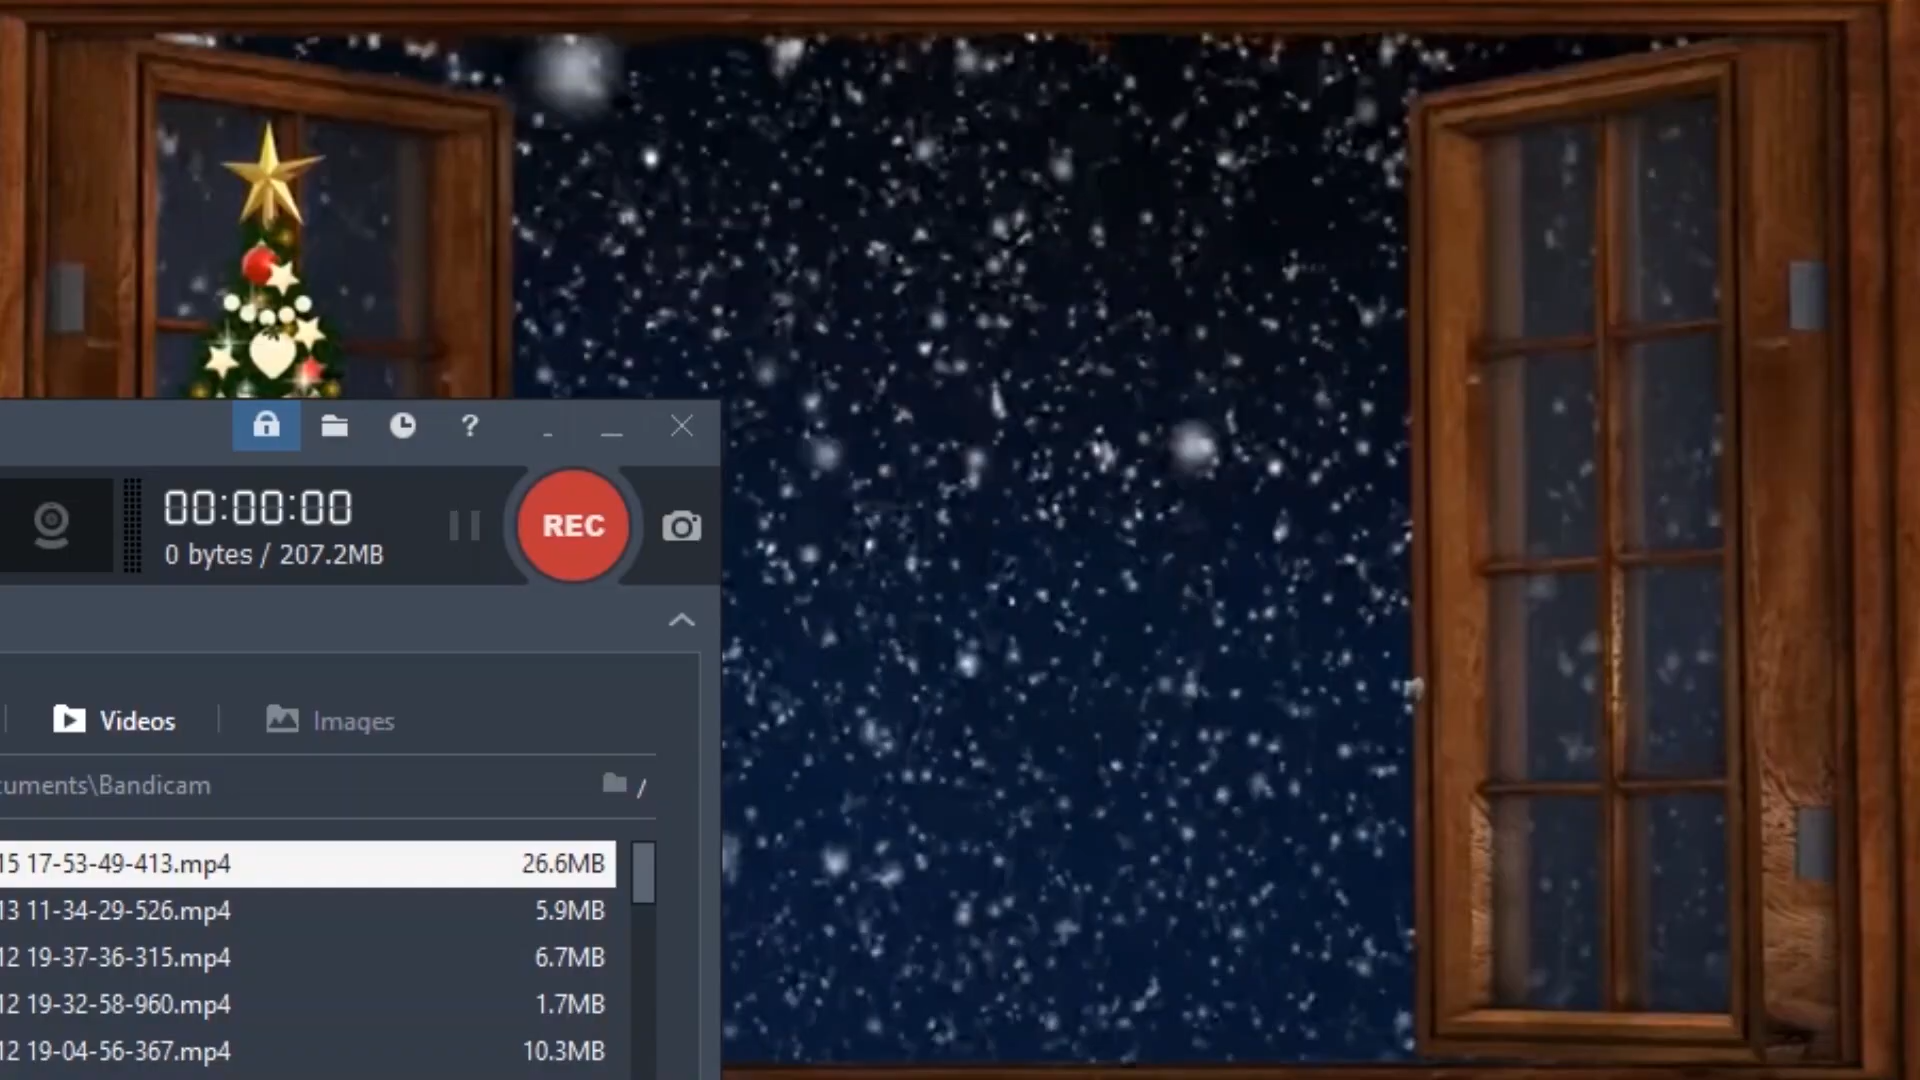 ?
00:00:00
0 bytes / 207.2MB
REC
Videos
Images
cuments\Bandicam
/
15 17-53-49-413.mp4 26.6MB
13 11-34-29-526.mp4 5.9MB
12 19-37-36-315.mp4 6.7MB
12 19-32-58-960.mp4 1.7MB
12 19-04-56-367.mp4 10.3MB